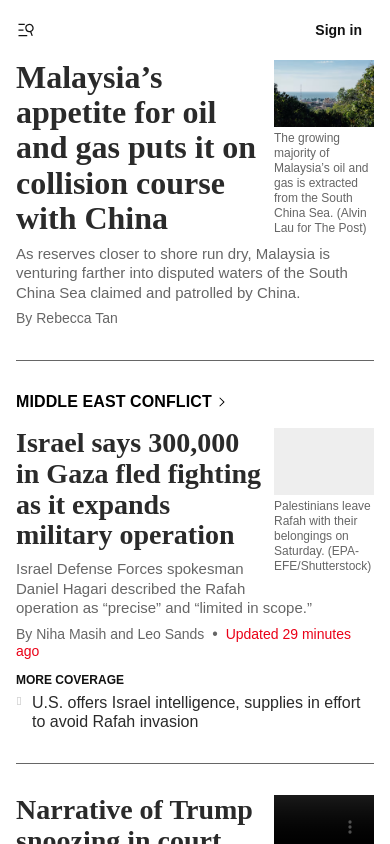 Sign in
Malaysia’s
appetite for oil
and gas puts it on
collision course
with China
The growing
majority of
Malaysia’s oil and
gas is extracted
from the South
China Sea. (Alvin
Lau for The Post)
As reserves closer to shore run dry, Malaysia is
venturing farther into disputed waters of the South
China Sea claimed and patrolled by China.
By Rebecca Tan
MIDDLE EAST CONFLICT
Israel says 300,000
in Gaza fled fighting
as it expands
military operation
Palestinians leave
Rafah with their
belongings on
Saturday. (EPA-
EFE/Shutterstock)
Israel Defense Forces spokesman
Daniel Hagari described the Rafah
operation as “precise” and “limited in scope.”
By Niha Masih and Leo Sands • Updated 29 minutes
ago
MORE COVERAGE
U.S. offers Israel intelligence, supplies in effort
to avoid Rafah invasion
Narrative of Trump
snoozing in court